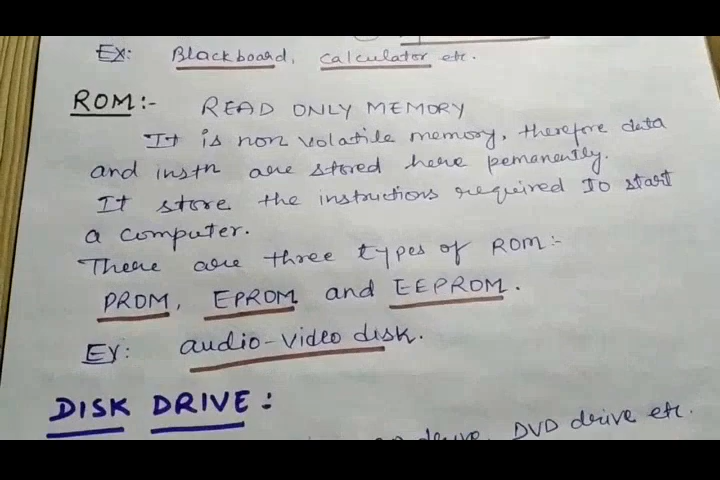 Ex: Blackboard, Calculator etc.
ROM:- READ ONLY MEMORY
It is non volatile memory, therefore data
and instn are stored here pemanently.
It store the instructions required to start
a computer.
There are three types of ROM:-
PROM, EPROM and EEPROM.
Ex: audio-video disk.
DISK DRIVE:
drive, DVD drive etc.